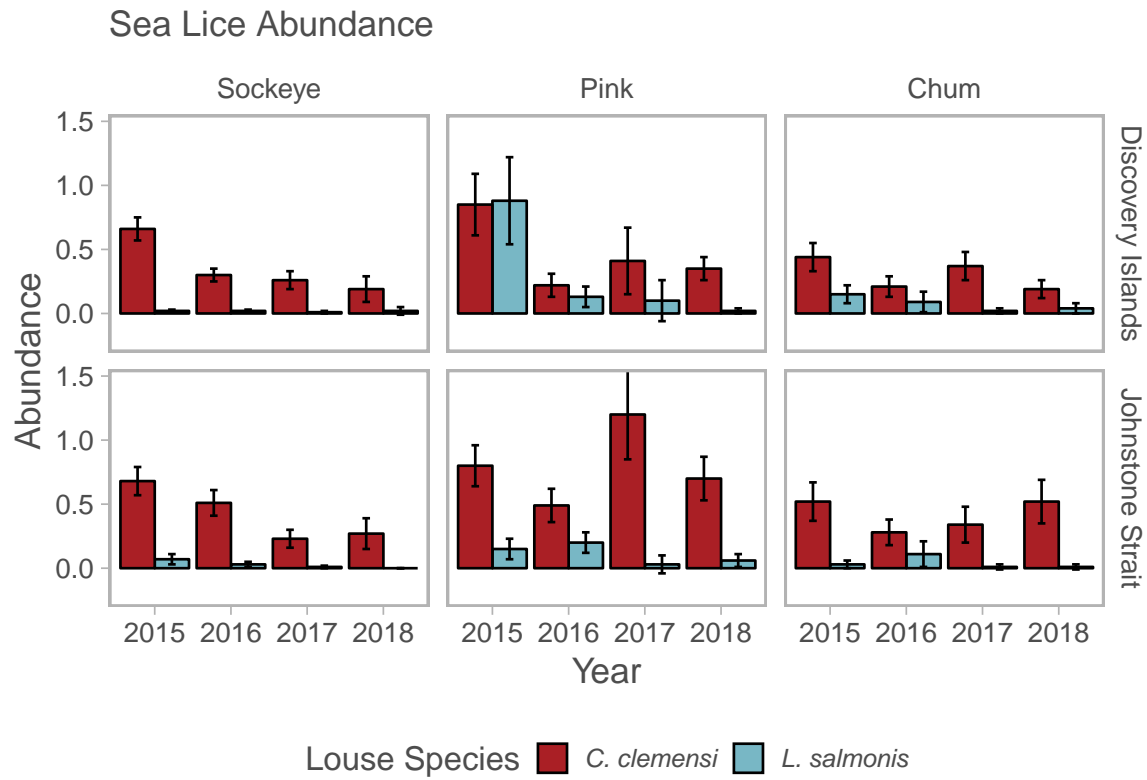 Sea Lice Abundance
Sockeye Pink Chum
1.5
1.0
0.5
0.0
Discovery Islands
1.5
1.0
0.5
0.0
Johnstone Strait
Abundance
2015 2016 2017 2018 2015 2016 2017 2018 2015 2016 2017 2018
Year
Louse Species C. clemensi L. salmonis